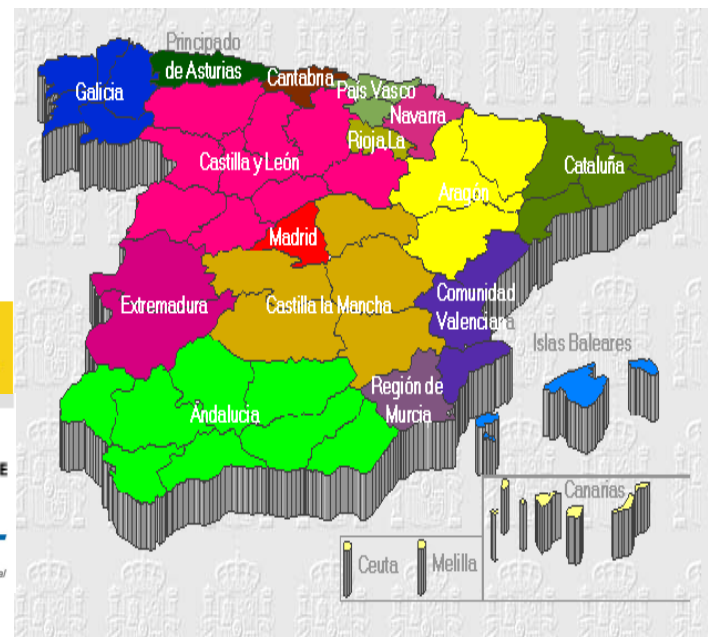 Principado
de Asturias
Cantabria
Galicia
País Vasco
Navarra
Rioja,La
Castilla y León
Cataluña
Aragón
Madrid
Comunidad
Valenciana
Extremadura
Castilla la Mancha
Islas Baleares
Región de
Murcia
Andalucia
Canarias
Ceuta
Melilla